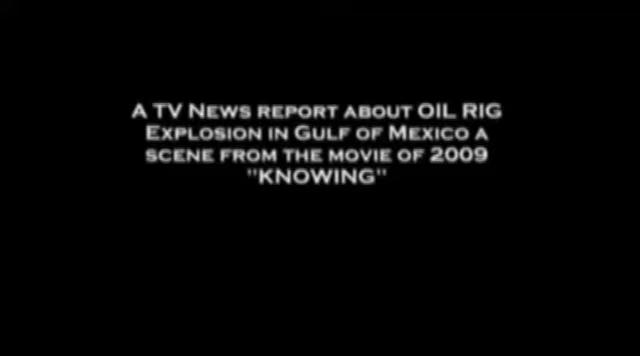 A TV News report about OIL RIG
Explosion in Gulf of Mexico a
scene from the movie of 2009
"KNOWING"